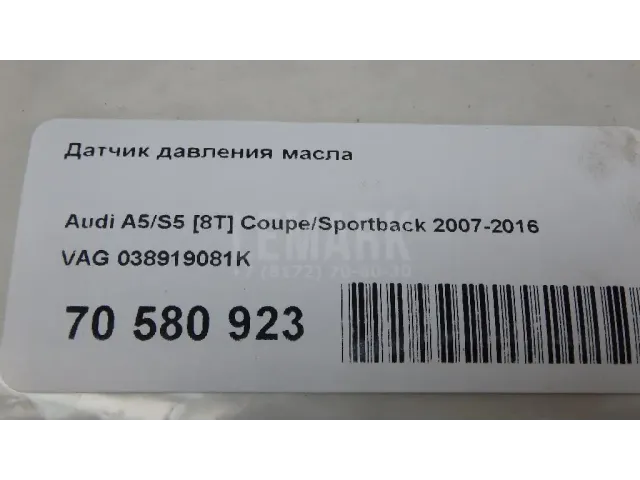 Датчик давления масла
Audi A5/S5 [8T] Coupe/Sportback 2007-2016
VAG 038919081K
70 580 923